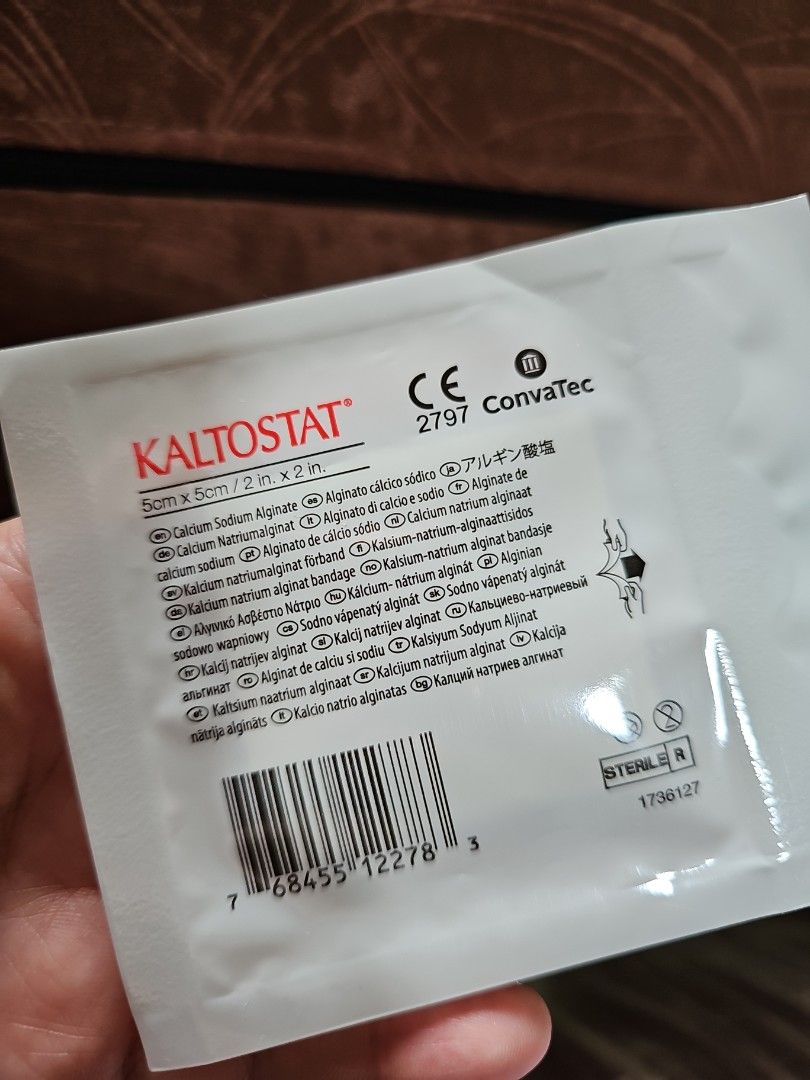 KALTOSTAT®
5cm x 5cm / 2 in. x 2 in.
CE
2797
ConvaTec
en Calcium Sodium Alginate es Alginato cálcico sódico ja アルギン酸塩
de Calcium Natriumalginat it Alginato di calcio e sodio fr Alginate de
calcium sodium pt Alginato de cálcio sódio nl Calcium natrium alginaat
sv Kalcium natriumalginat förband fi Kalsium-natrium-alginaattisidos
da Kalcium natrium alginat bandage no Kalsium-natrium alginat bandasje
el Αλγινικό Ασβέστιο Νάτριο hu Kálcium- nátrium alginát pl Alginian
sodowo wapniowy cs Sodno vápenatý alginát sk Sodno vápenatý alginát
hr Kalcij natrijev alginat sl Kalcij natrijev alginat ru Кальциево-натриевый
альгинат ro Alginat de calciu si sodiu tr Kalsiyum Sodyum Aljinat
et Kaltsium naatrium alginaat sr Kalcijum natrijum alginat lv Kalcija
nātrija algināts lt Kalcio natrio alginatas bg Калций натриев алгинат
2
STERILE R
1736127
7 68455 12278 3